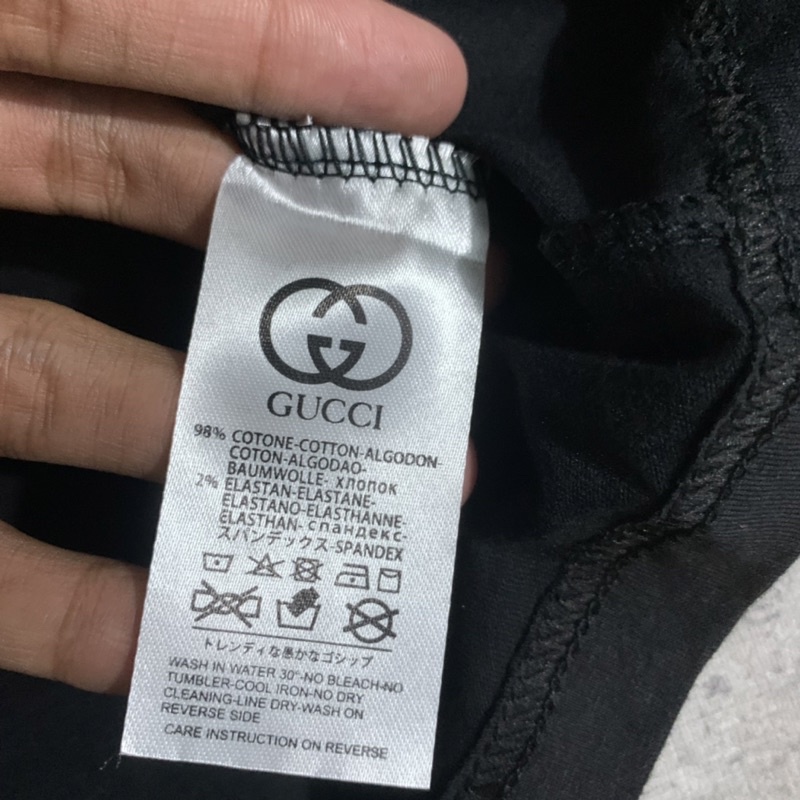 GUCCI
98% COTONE-COTTON-ALGODON-
COTON-ALGODAO-
BAUMWOLLE- хлопок
2% ELASTAN-ELASTANE-
ELASTANO-ELASTHANNE-
ELASTHAN- спандекс-
スパンデックス-SPANDEX
トレンディな愚かなゴシップ
WASH IN WATER 30°-NO BLEACH-NO
TUMBLER-COOL IRON-NO DRY
CLEANING-LINE DRY-WASH ON
REVERSE SIDE
CARE INSTRUCTION ON REVERSE